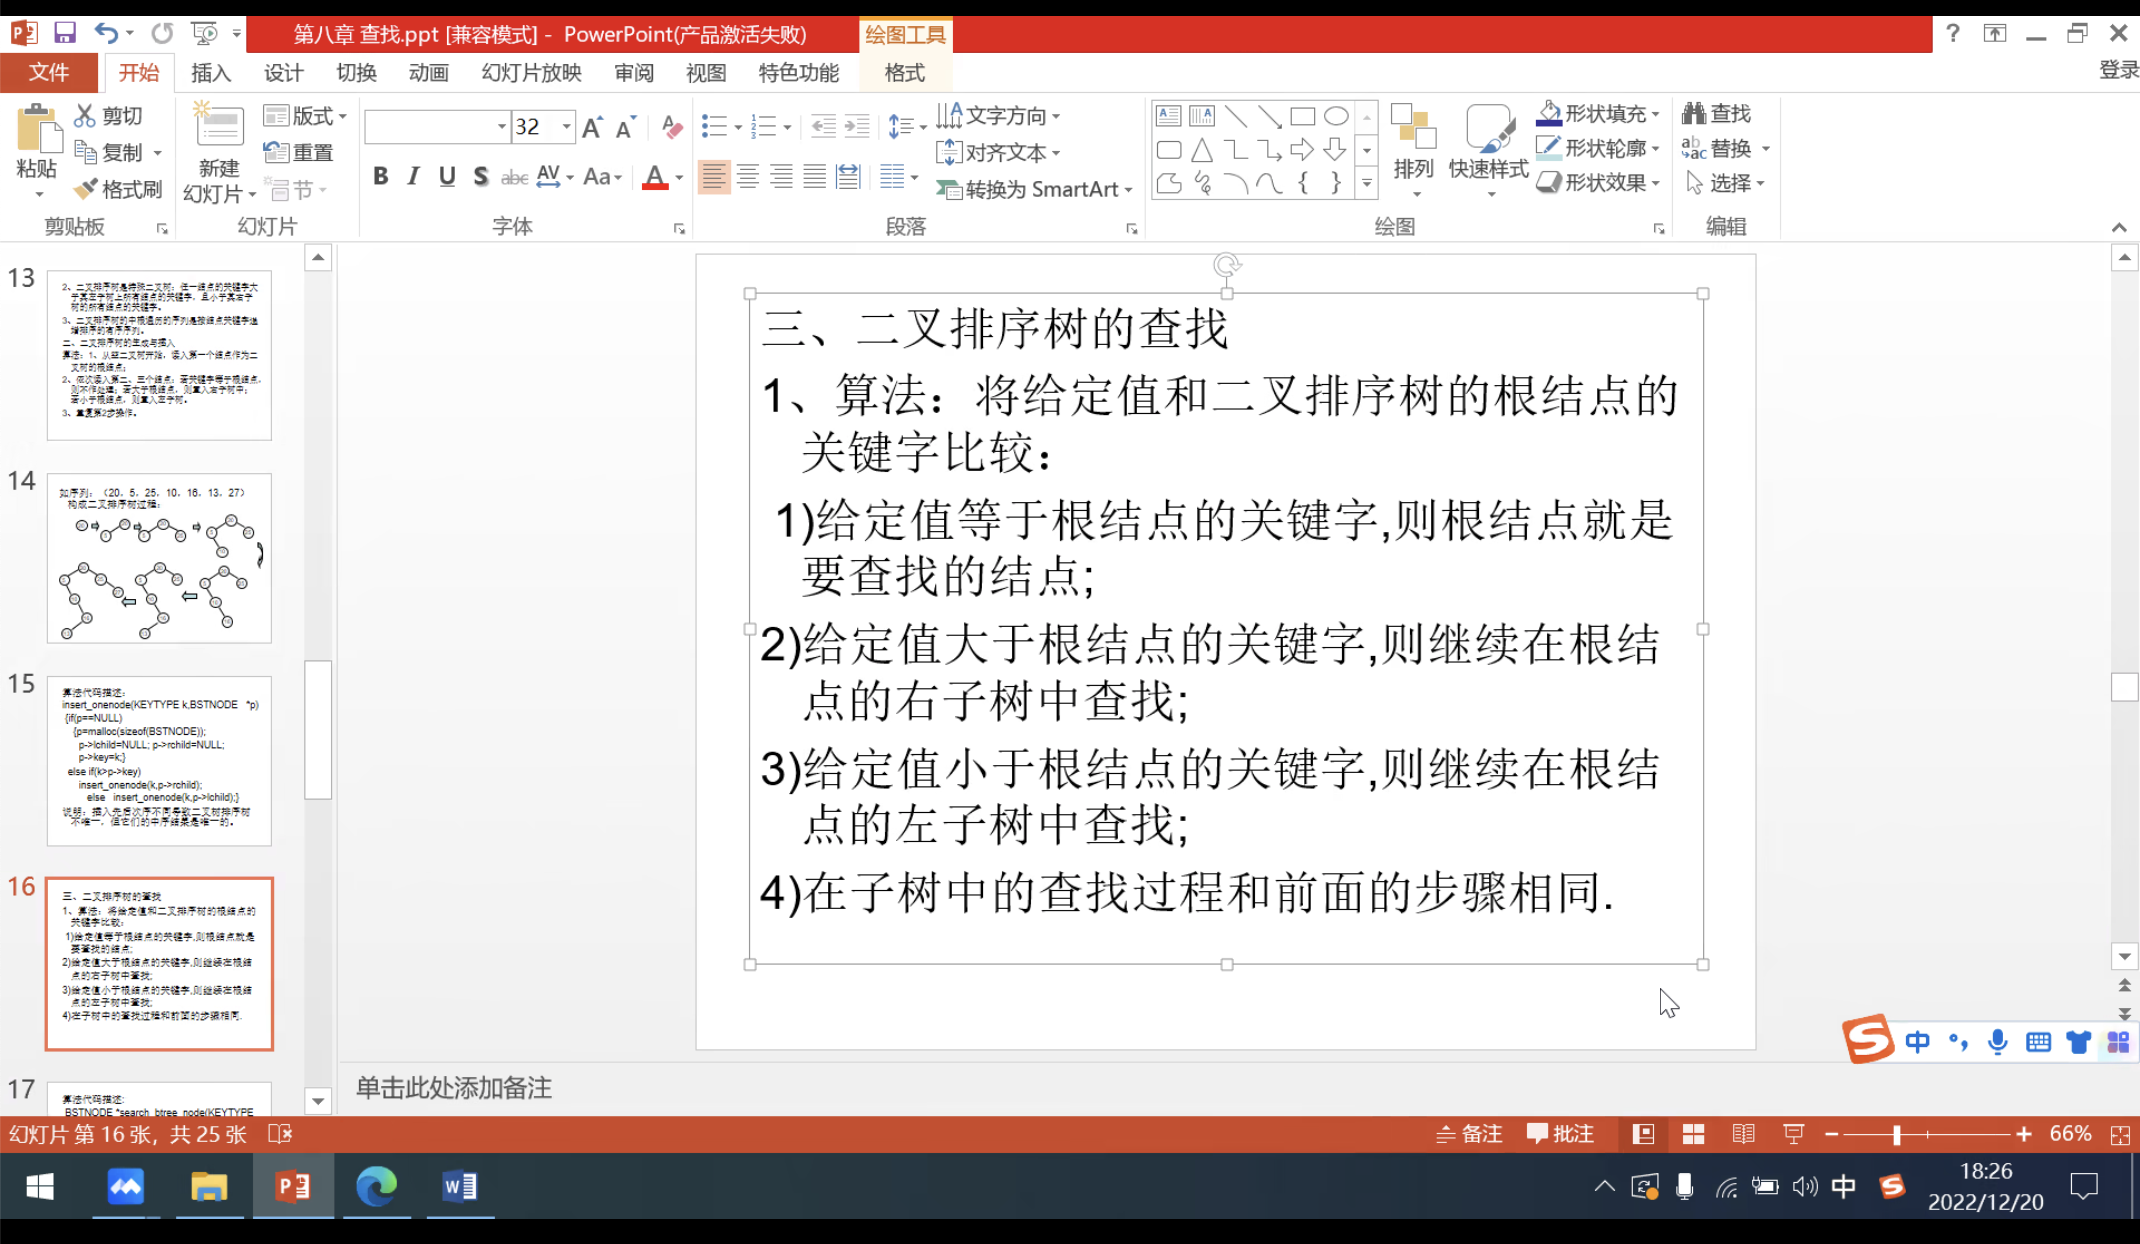 第八章 查找.ppt [兼容模式] - PowerPoint(产品激活失败)
绘图工具
文件 开始 插入 设计 切换 动画 幻灯片放映 审阅 视图 特色功能 格式
登录
粘贴
剪切
复制
格式刷
剪贴板
新建
幻灯片
版式
重置
节
幻灯片
32
字体
文字方向
对齐文本
转换为 SmartArt
段落
排列
快速样式
形状填充
形状轮廓
形状效果
绘图
查找
替换
选择
编辑
13
2、二叉排序树是特殊二叉树：任一结点的关键字大
于其左子树上所有结点的关键字，且小于其右子
树的所有结点的关键字。
3、二叉排序树的中根遍历的序列是按结点关键字递
增排序的有序序列。
二、二叉排序树的生成与插入
算法：1、从空二叉树开始，读入第一个结点作为二
叉树的根结点；
2、依次读入第二、三个结点：若关键字等于根结点，
则不作处理；若大于根结点，则置入右子树中；
若小于根结点，则置入左子树。
3、重复第2步操作。
14
如序列：（20，5，25，10，16，13，27）
构成二叉排序树过程：
15
算法代码描述：
insert_onenode(KEYTYPE k,BSTNODE *p)
{if(p==NULL)
{p=malloc(sizeof(BSTNODE));
p->lchild=NULL; p->rchild=NULL;
p->key=k;}
else if(k>p->key)
insert_onenode(k,p->rchild);
else insert_onenode(k,p->lchild);}
说明：插入先后次序不同导致二叉树排序树
不唯一，但它们的中序结果是唯一的。
16
三、二叉排序树的查找
1、算法：将给定值和二叉排序树的根结点的
关键字比较：
1)给定值等于根结点的关键字,则根结点就是
要查找的结点;
2)给定值大于根结点的关键字,则继续在根结
点的右子树中查找;
3)给定值小于根结点的关键字,则继续在根结
点的左子树中查找;
4)在子树中的查找过程和前面的步骤相同.
17
算法代码描述:
BSTNODE *search_btree_node(KEYTYPE
三、二叉排序树的查找
1、算法：将给定值和二叉排序树的根结点的
关键字比较：
1)给定值等于根结点的关键字,则根结点就是
要查找的结点;
2)给定值大于根结点的关键字,则继续在根结
点的右子树中查找;
3)给定值小于根结点的关键字,则继续在根结
点的左子树中查找;
4)在子树中的查找过程和前面的步骤相同.
单击此处添加备注
中
幻灯片 第 16 张，共 25 张
备注 批注 66%
中
18:26
2022/12/20